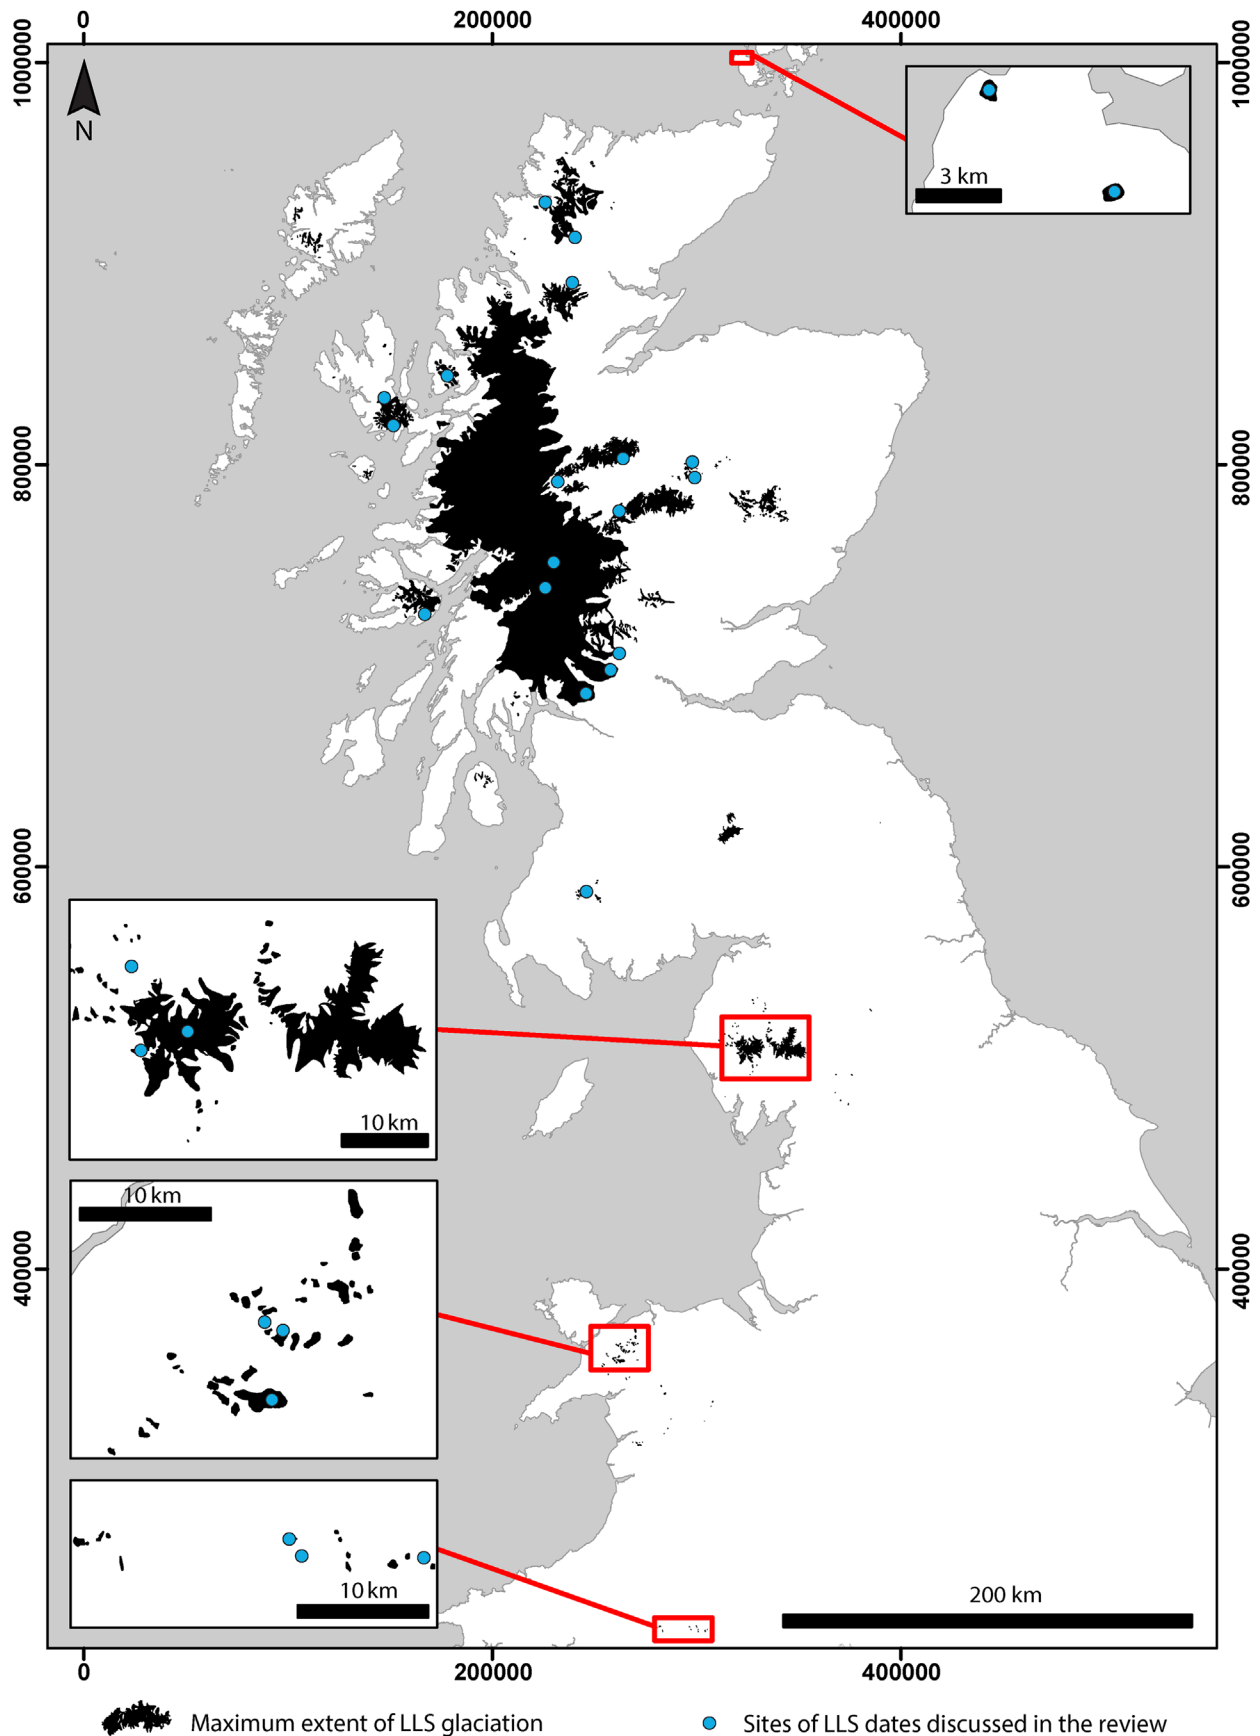 0 200000 400000
1000000 1000000
N
3 km
800000 800000
600000 600000
10 km
10 km
400000 400000
10 km
200 km
0 200000 400000
Maximum extent of LLS glaciation Sites of LLS dates discussed in the review